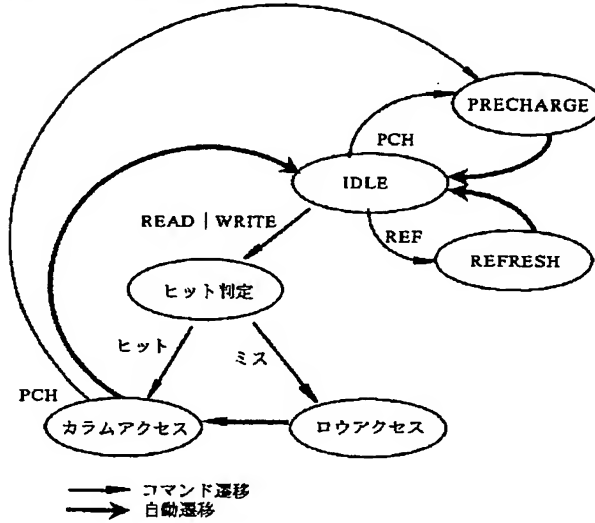 PRECHARGE
PCH
IDLE
READ | WRITE
REF
REFRESH
ヒット判定
ヒット
ミス
PCH
カラムアクセス
ロウアクセス
コマンド遷移
自動遷移